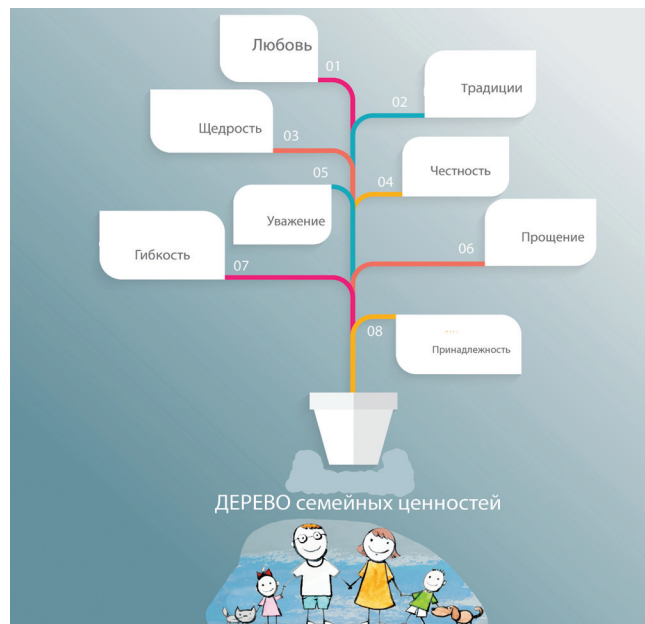 Любовь
01
02
Традиции
Щедрость
03
Честность
04
05
Уважение
Прощение
06
Гибкость
07
08
Принадлежность
ДЕРЕВО семейных ценностей